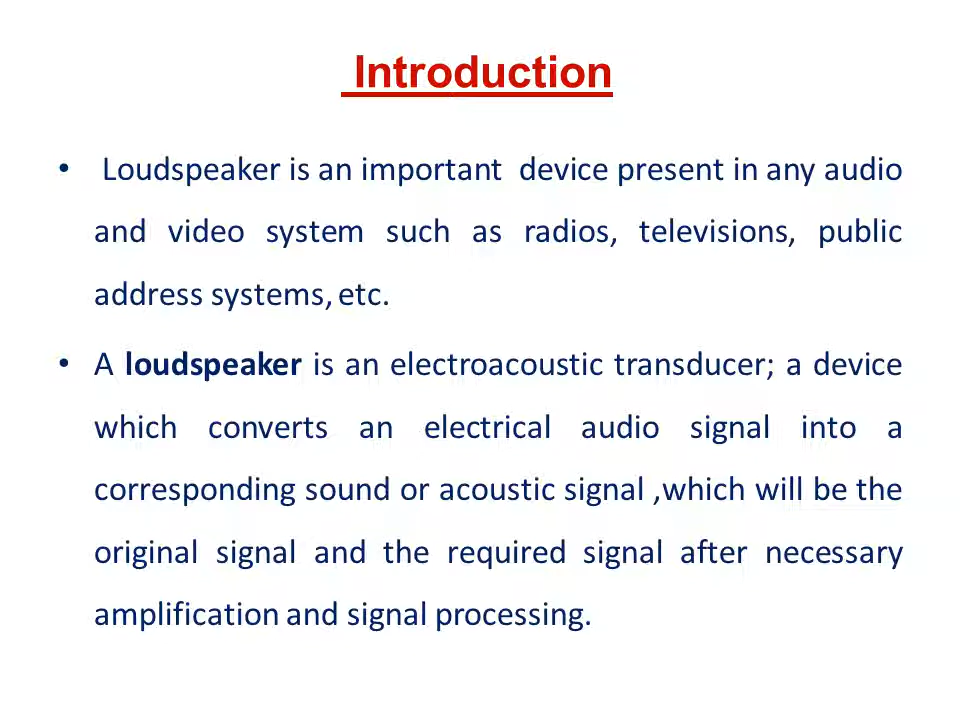 Introduction
• Loudspeaker is an important device present in any audio
and video system such as radios, televisions, public
address systems, etc.
• A loudspeaker is an electroacoustic transducer; a device
which converts an electrical audio signal into a
corresponding sound or acoustic signal ,which will be the
original signal and the required signal after necessary
amplification and signal processing.